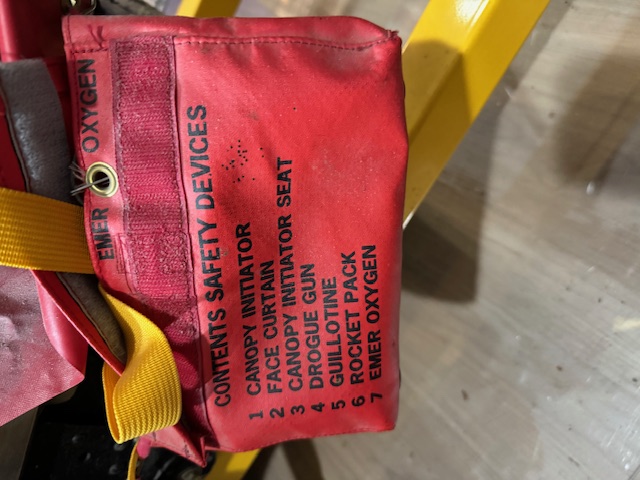 EMER OXYGEN
CONTENTS SAFETY DEVICES
1 CANOPY INITIATOR
2 FACE CURTAIN
3 CANOPY INITIATOR SEAT
4 DROGUE GUN
5 GUILLOTINE
6 ROCKET PACK
7 EMER OXYGEN